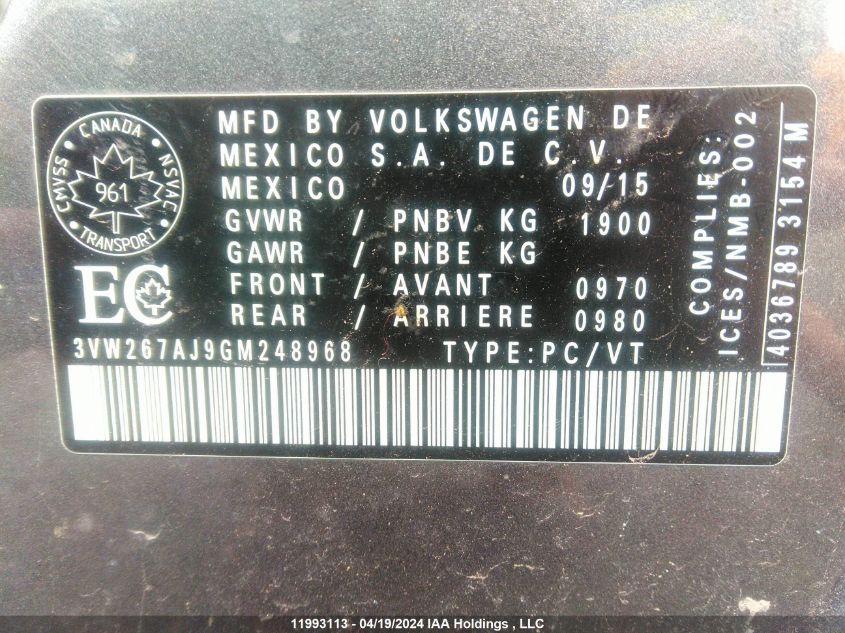 CANADA
CMVSS
NSVAC
961
TRANSPORT
EC
MFD BY VOLKSWAGEN DE
MEXICO S.A. DE C.V.
MEXICO 09/15
GVWR / PNBV KG 1900
GAWR / PNBE KG
FRONT / AVANT 0970
REAR / ARRIERE 0980
3VW267AJ9GM248968 TYPE:PC/VT
COMPLIES:
ICES/NMB-002
4036789 3154 M
11993113 - 04/19/2024 IAA Holdings , LLC